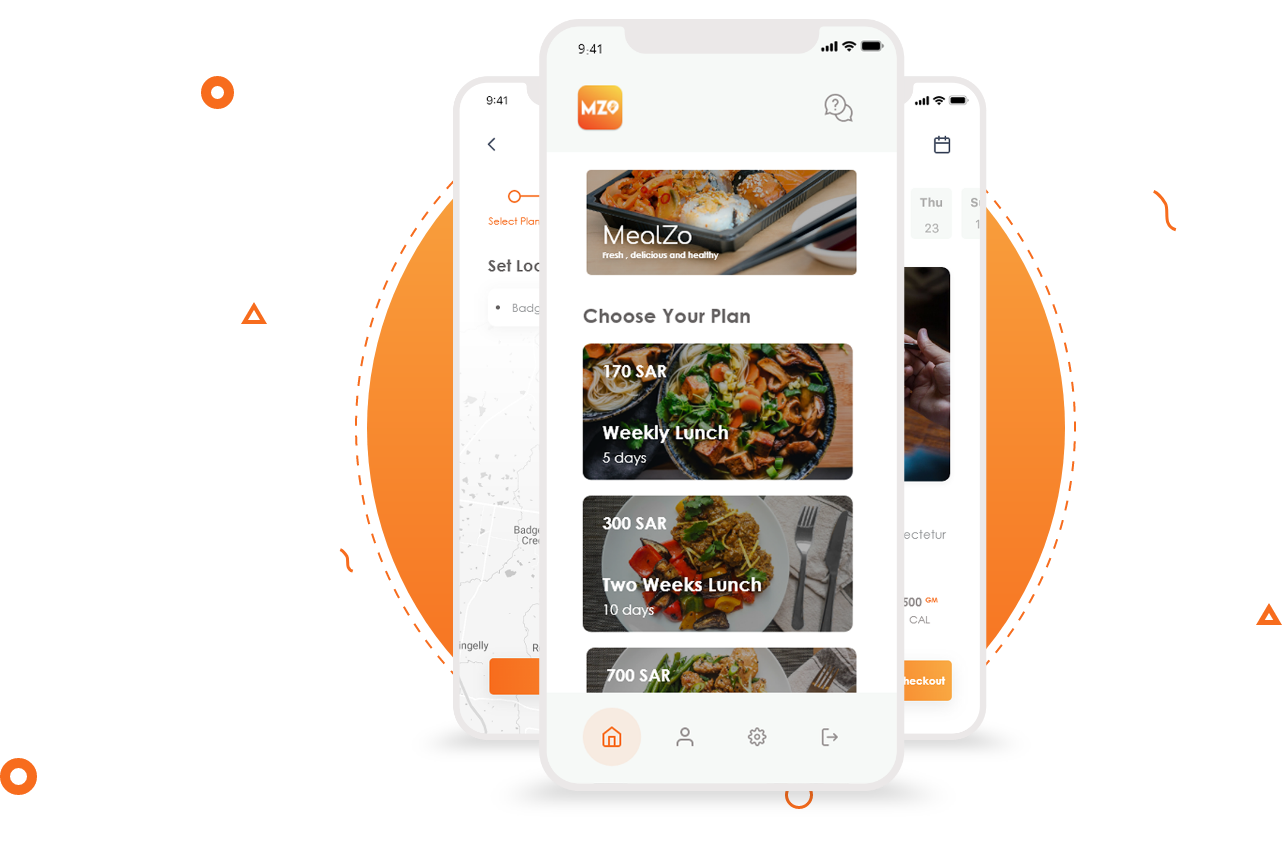 9:41
MZO
MealZo
Fresh , delicious and healthy
Choose Your Plan
170 SAR
Weekly Lunch
5 days
300 SAR
Two Weeks Lunch
10 days
700 SAR
9:41
Select Plan
Set Loc
Badg
Badge
Cree
ingelly
R
Thu
23
S
1
ectetur
500 GM
CAL
heckout